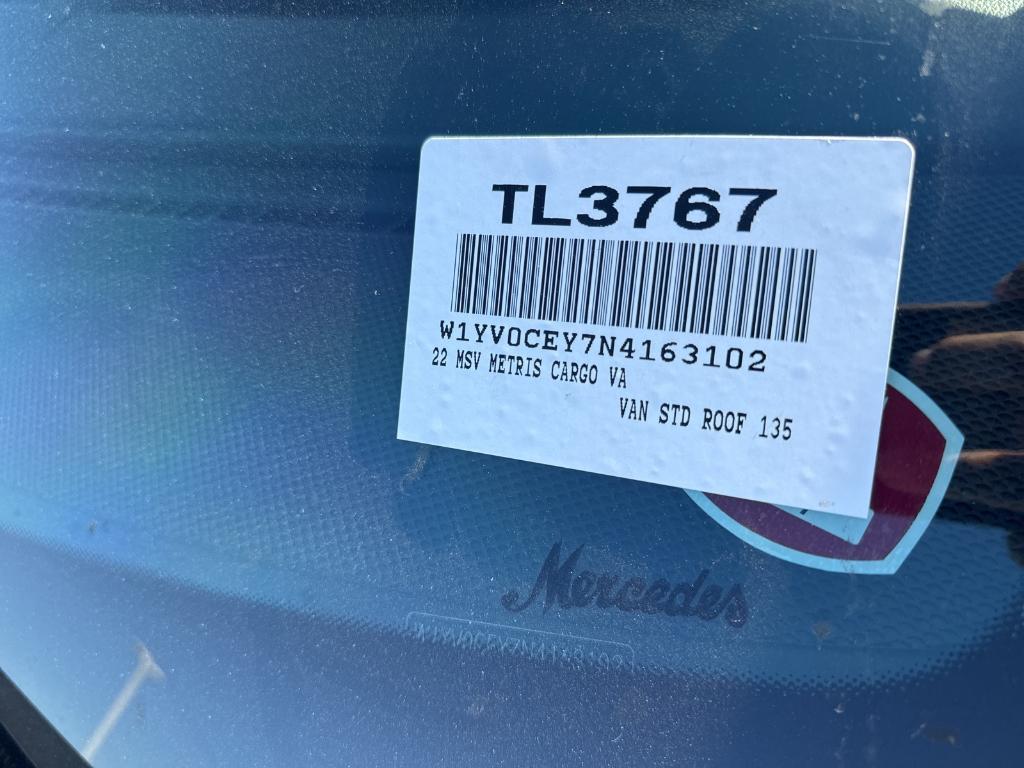 TL3767
W1YV0CEY7N4163102
22 MSV METRIS CARGO VA
VAN STD ROOF 135
Mercedes